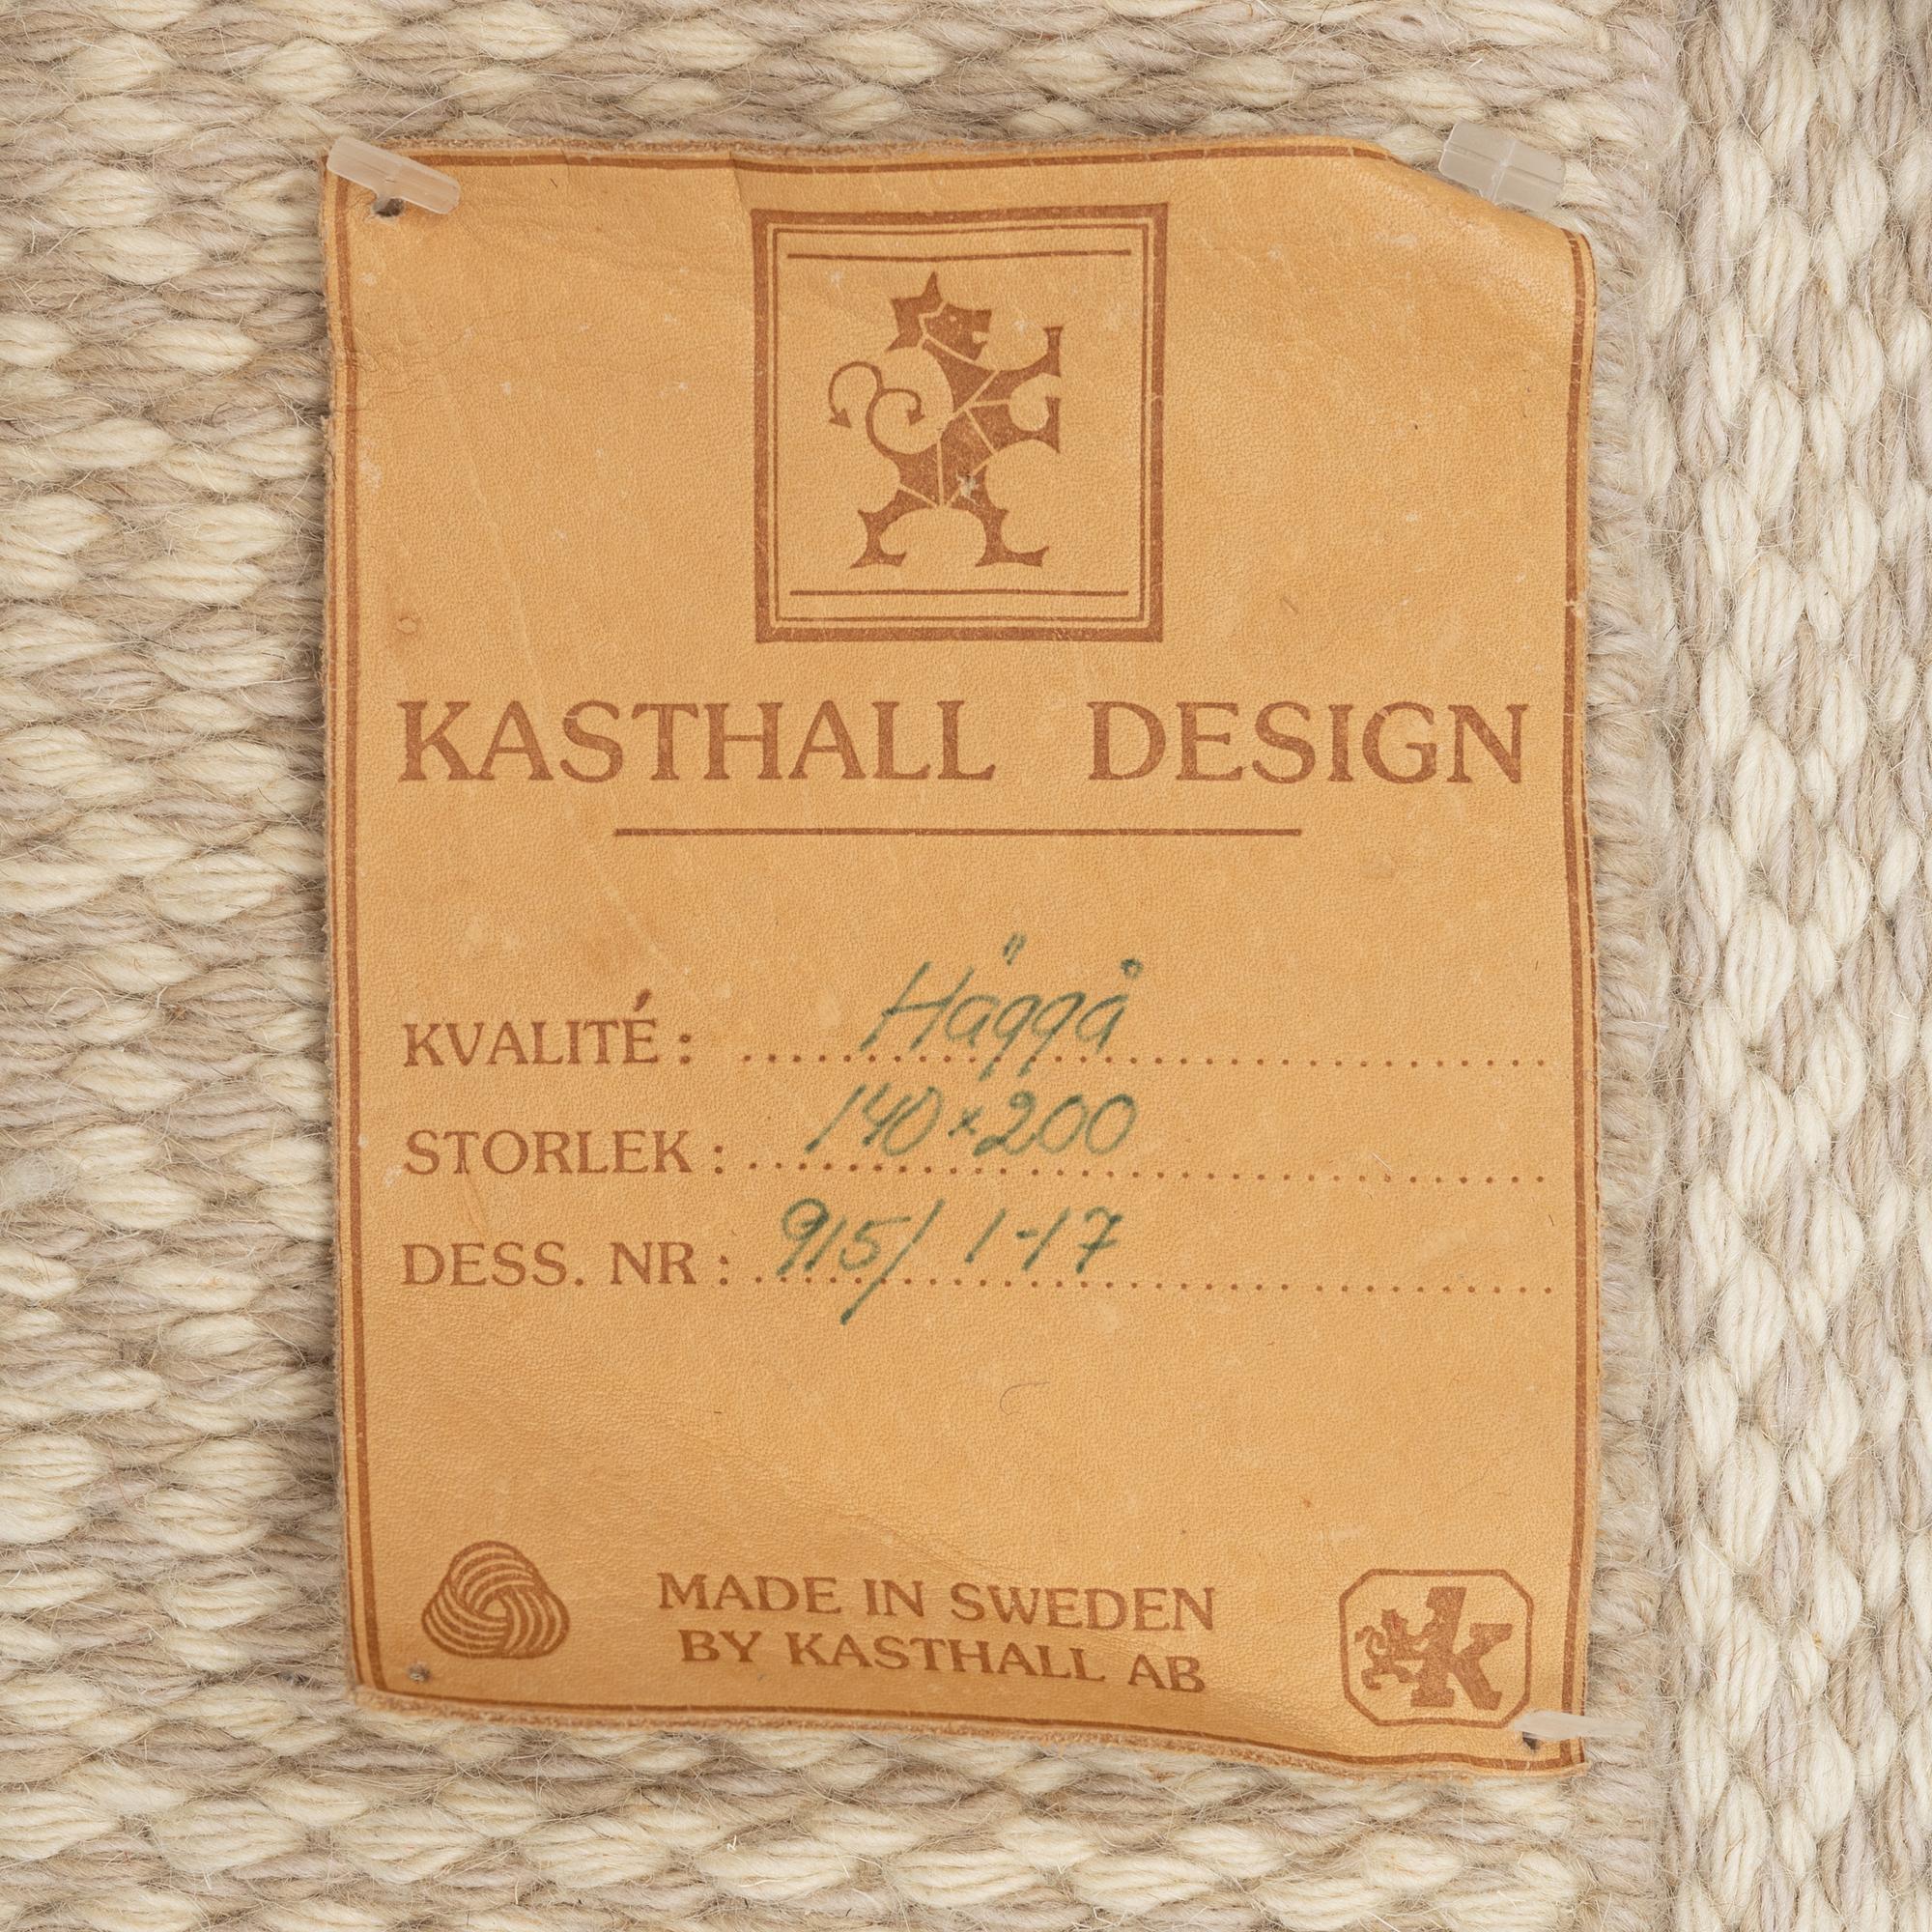 KASTHALL DESIGN
KVALITÉ: Häggå
STORLEK: 140×200
DESS. NR: 915/ 1-17
MADE IN SWEDEN
BY KASTHALL AB
k